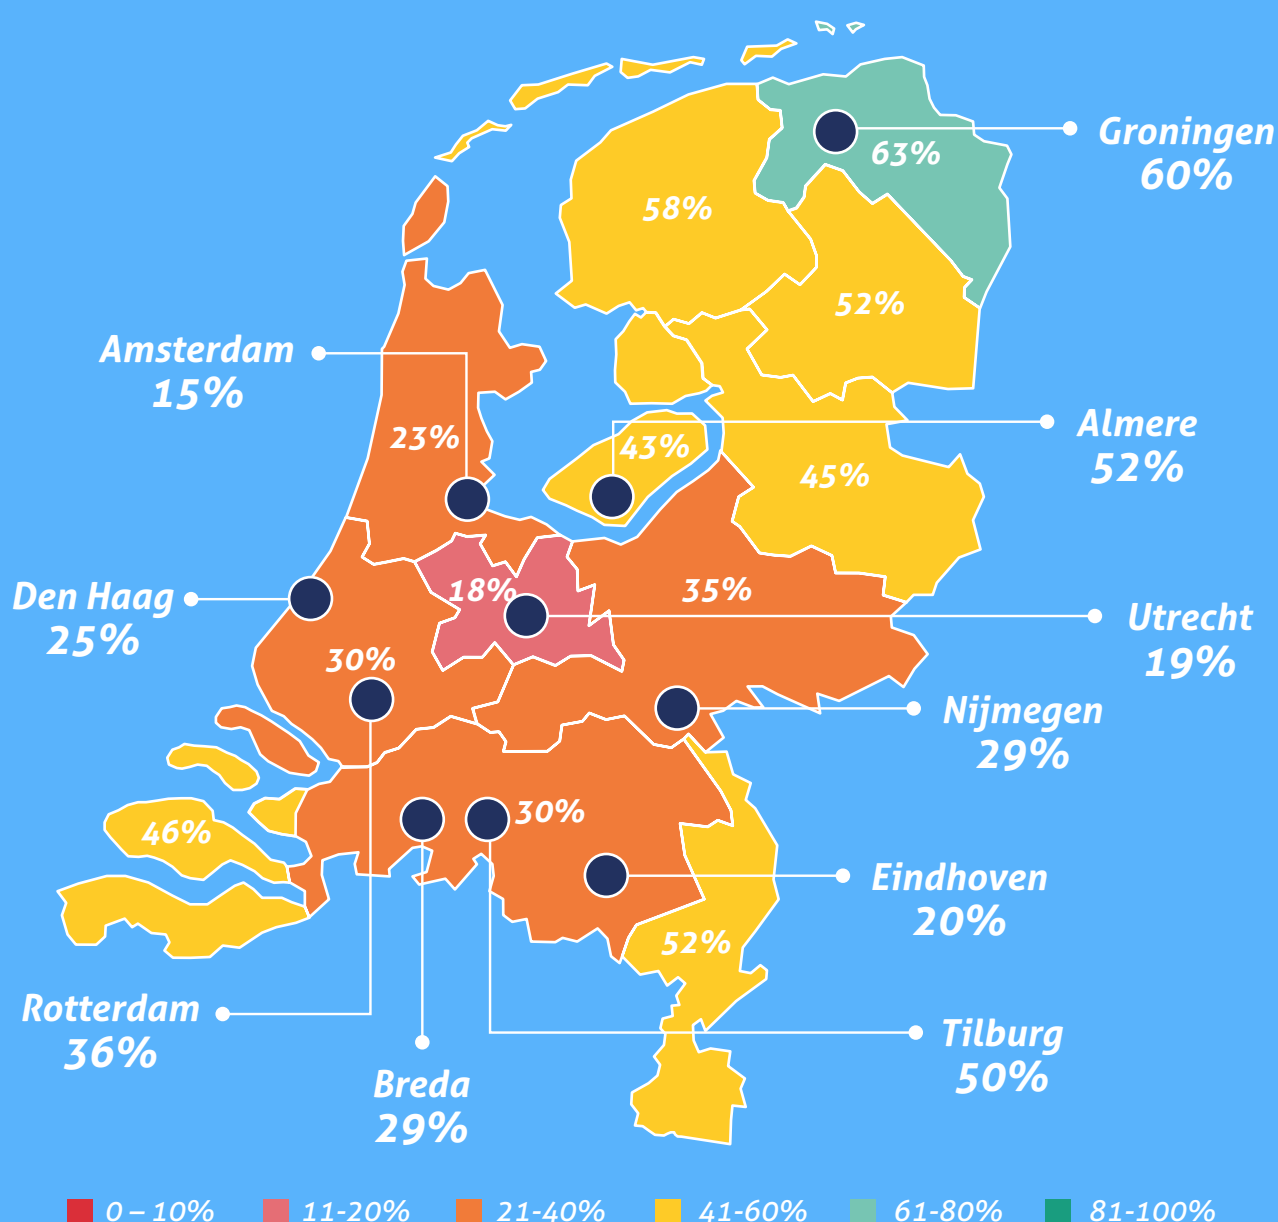 Groningen
60%
63%
58%
52%
Amsterdam
15%
23%
43%
Almere
52%
45%
Den Haag
25%
18%
35%
Utrecht
19%
30%
Nijmegen
29%
30%
46%
Eindhoven
20%
52%
Rotterdam
36%
Tilburg
50%
Breda
29%
0 – 10% 11-20% 21-40% 41-60% 61-80% 81-100%